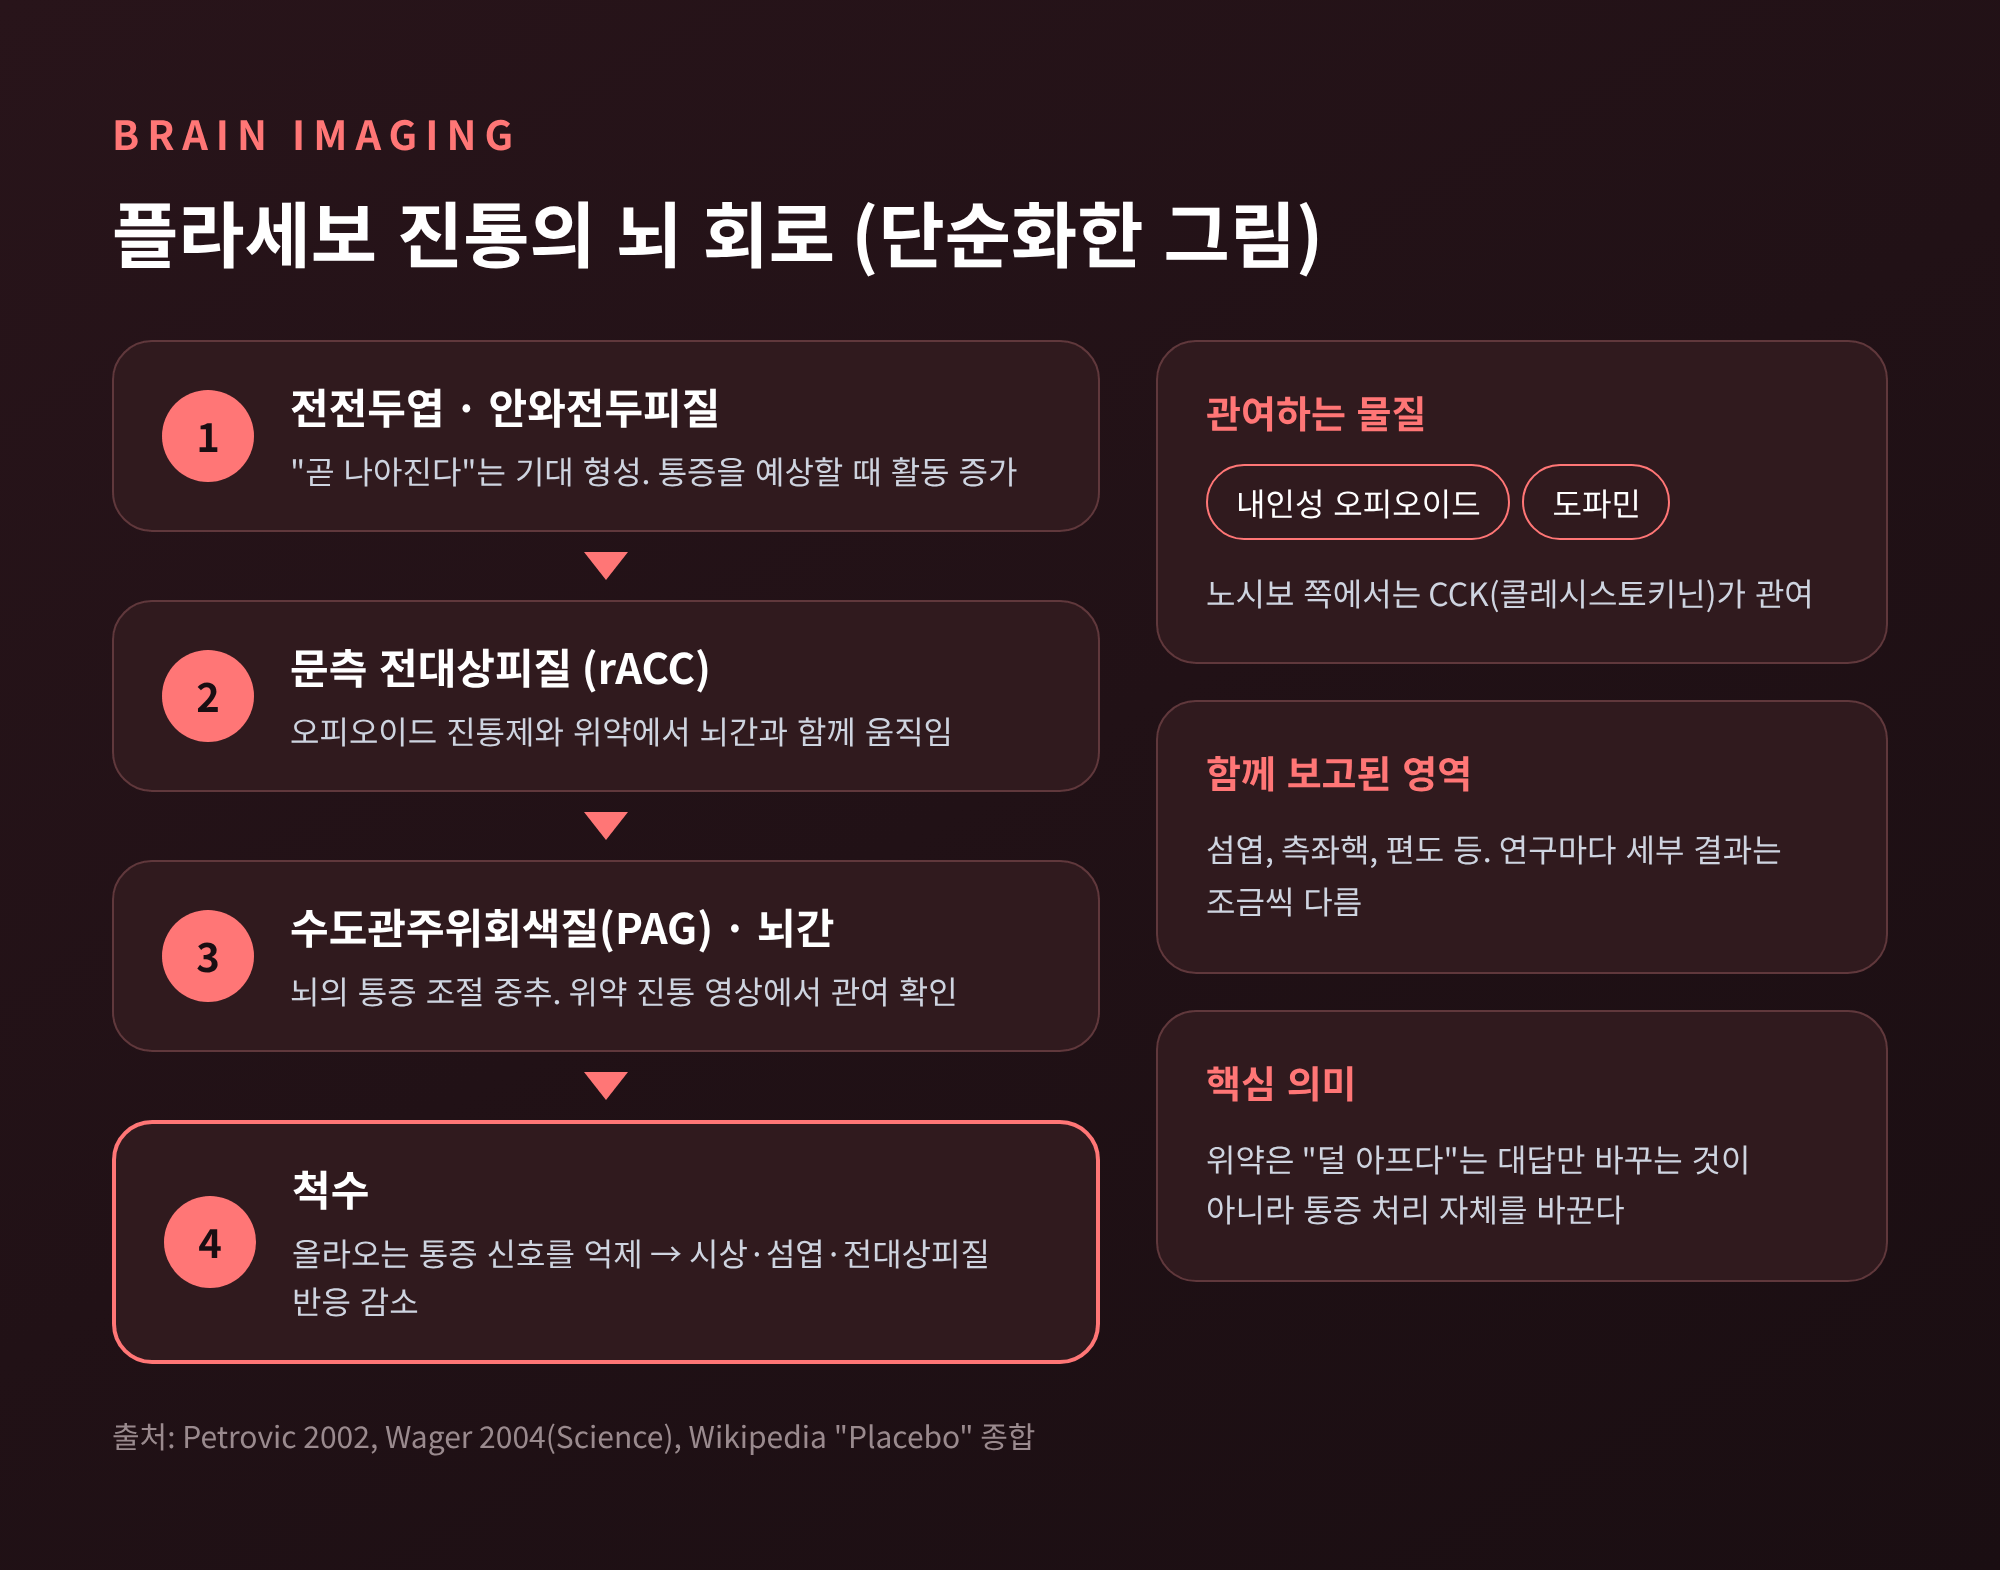 BRAIN IMAGING
플라세보 진통의 뇌 회로 (단순화한 그림)
1
전전두엽 · 안와전두피질
"곧 나아진다"는 기대 형성. 통증을 예상할 때 활동 증가
2
문측 전대상피질 (rACC)
오피오이드 진통제와 위약에서 뇌간과 함께 움직임
3
수도관주위회색질(PAG) · 뇌간
뇌의 통증 조절 중추. 위약 진통 영상에서 관여 확인
4
척수
올라오는 통증 신호를 억제 → 시상·섬엽·전대상피질
반응 감소
관여하는 물질
내인성 오피오이드 도파민
노시보 쪽에서는 CCK(콜레시스토키닌)가 관여
함께 보고된 영역
섬엽, 측좌핵, 편도 등. 연구마다 세부 결과는
조금씩 다름
핵심 의미
위약은 "덜 아프다"는 대답만 바꾸는 것이
아니라 통증 처리 자체를 바꾼다
출처: Petrovic 2002, Wager 2004(Science), Wikipedia "Placebo" 종합